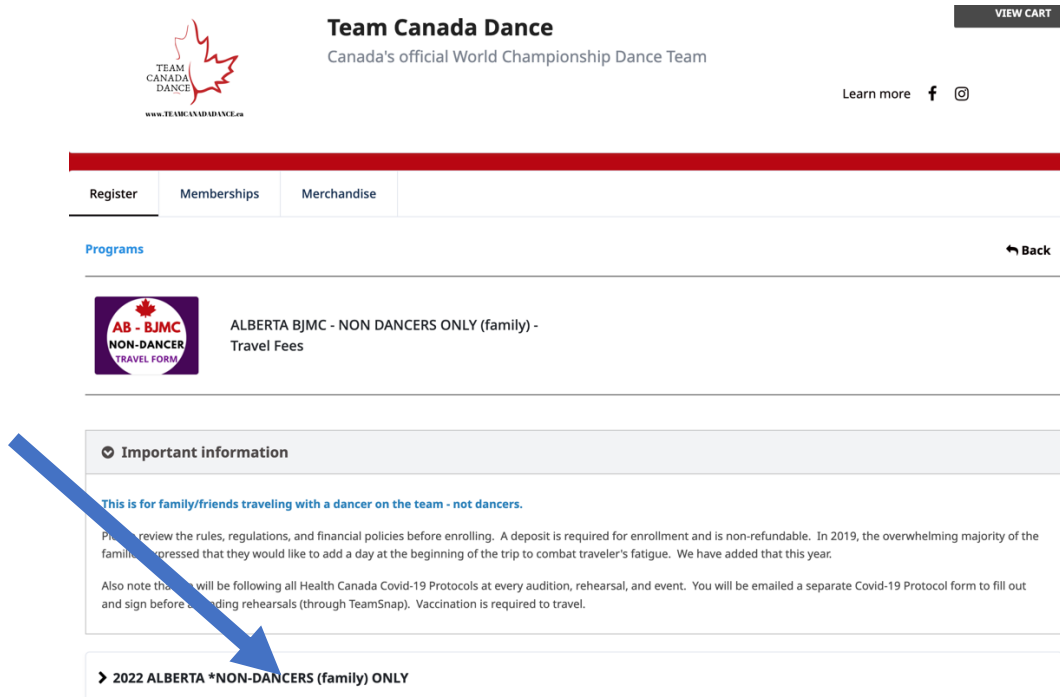 VIEW CART
Team Canada Dance
Canada's official World Championship Dance Team
TEAM
CANADA
DANCE
www.TEAMCANADADANCE.ca
Learn more
Register
Memberships
Merchandise
Programs
Back
AB - BJMC
NON-DANCER
TRAVEL FORM
ALBERTA BJMC - NON DANCERS ONLY (family) -
Travel Fees
Important information
This is for family/friends traveling with a dancer on the team - not dancers.
review the rules, regulations, and financial policies before enrolling. A deposit is required for enrollment and is non-refundable. In 2019, the overwhelming majority of the
expressed that they would like to add a day at the beginning of the trip to combat traveler's fatigue. We have added that this year.
Also note will be following all Health Canada Covid-19 Protocols at every audition, rehearsal, and event. You will be emailed a separate Covid-19 Protocol form to fill out
and sign before rehearsals (through TeamSnap). Vaccination is required to travel.
2022 ALBERTA *NON-DANCERS (family) ONLY